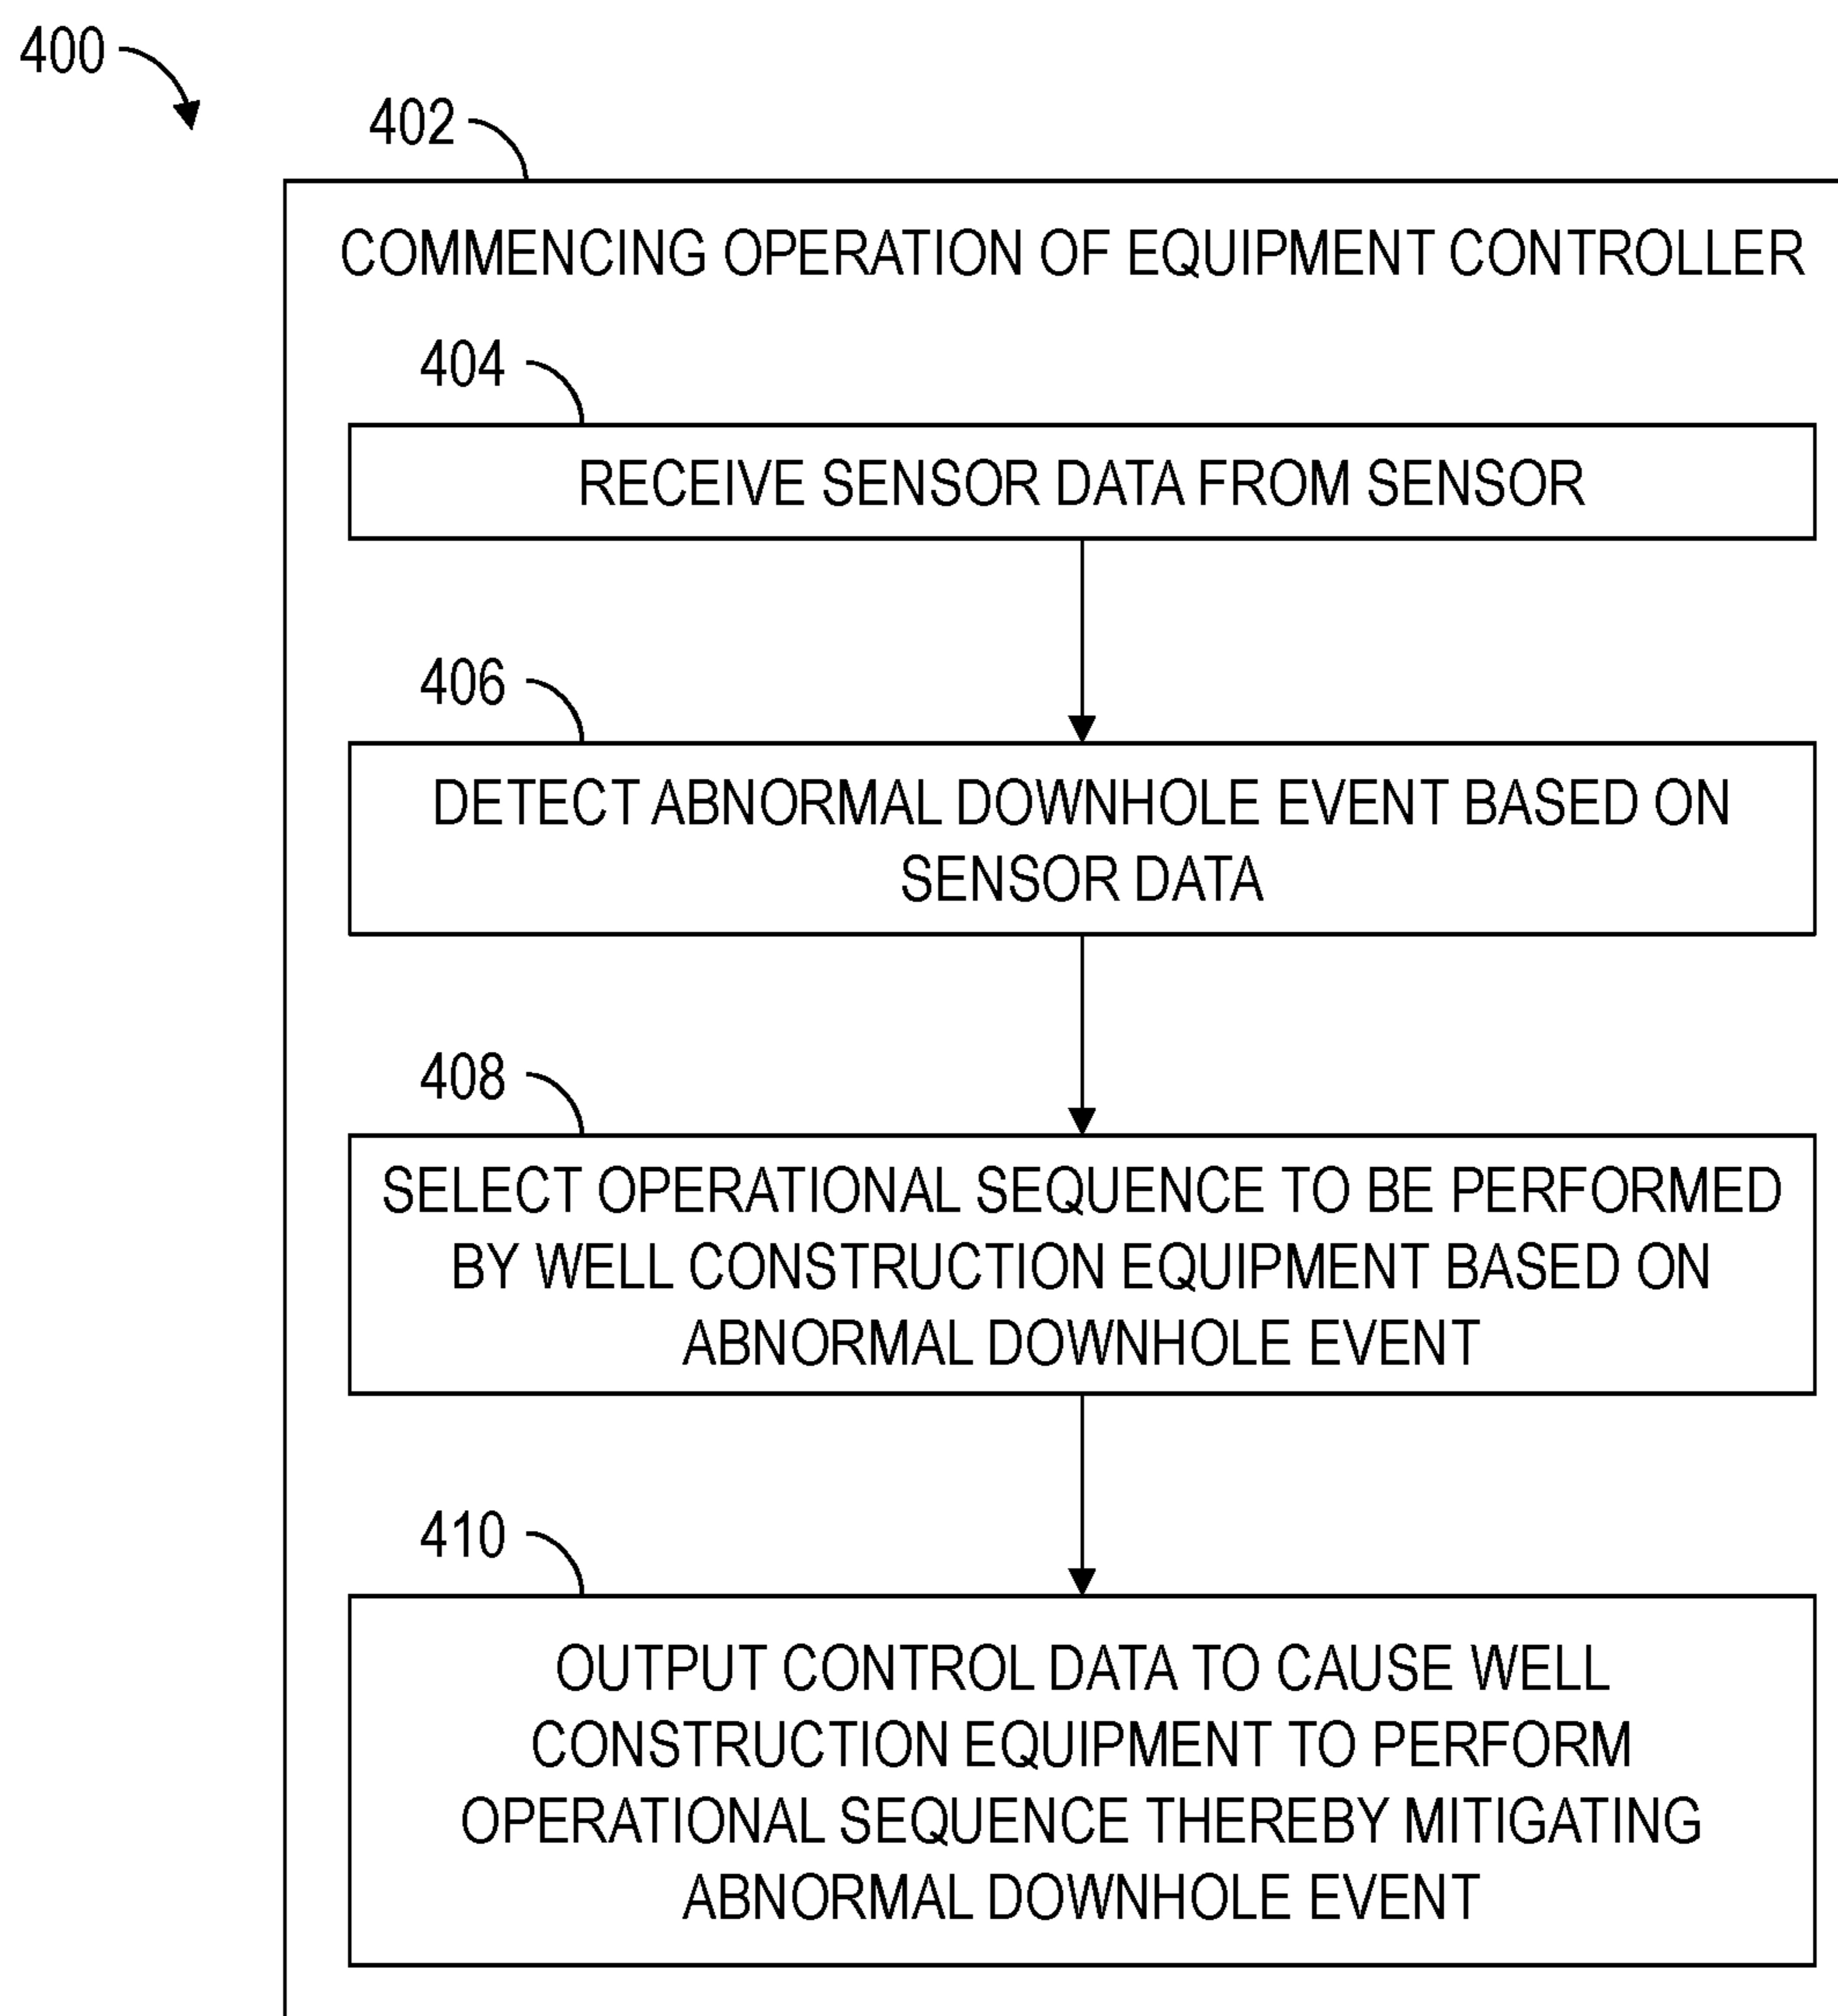 400
402
COMMENCING OPERATION OF EQUIPMENT CONTROLLER
404
RECEIVE SENSOR DATA FROM SENSOR
406
DETECT ABNORMAL DOWNHOLE EVENT BASED ON
SENSOR DATA
408
SELECT OPERATIONAL SEQUENCE TO BE PERFORMED
BY WELL CONSTRUCTION EQUIPMENT BASED ON
ABNORMAL DOWNHOLE EVENT
410
OUTPUT CONTROL DATA TO CAUSE WELL
CONSTRUCTION EQUIPMENT TO PERFORM
OPERATIONAL SEQUENCE THEREBY MITIGATING
ABNORMAL DOWNHOLE EVENT